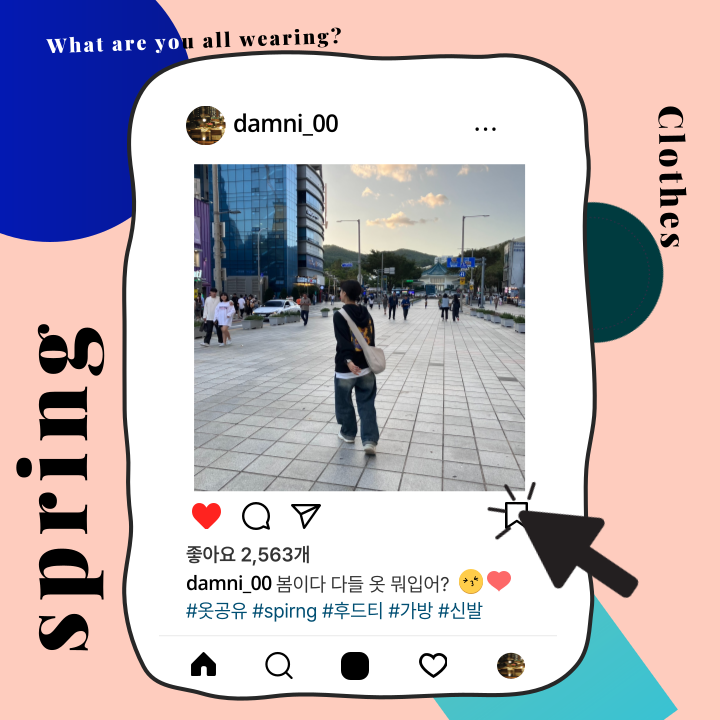 What are you all wearing?
damni_00
Clothes
spring
좋아요 2,563개
damni_00 봄이다 다들 옷 뭐입어?
#옷공유 #spirng #후드티 #가방 #신발